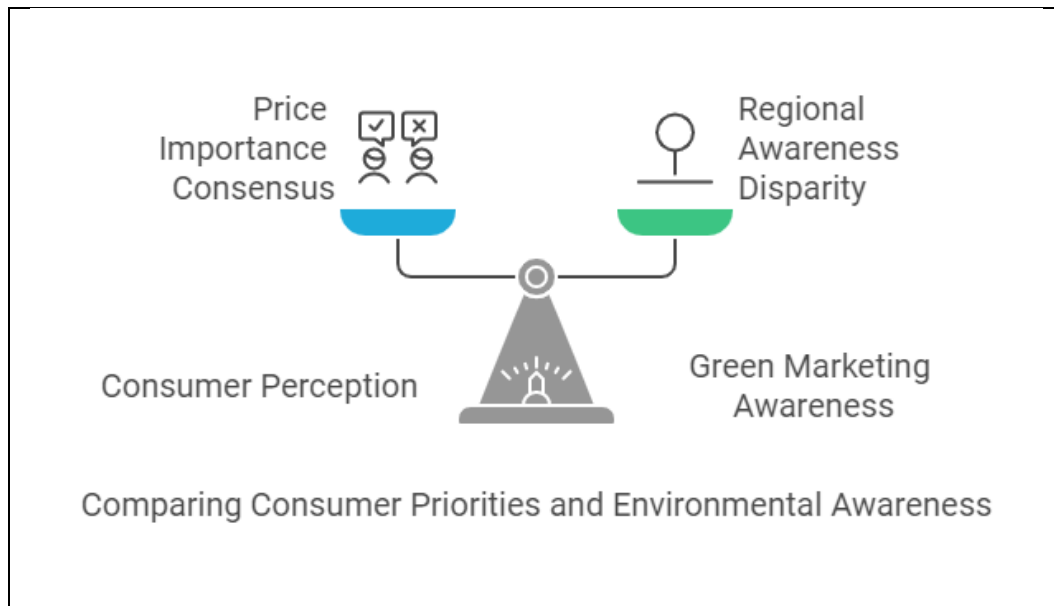 Price
Importance
Consensus
Regional
Awareness
Disparity
Consumer Perception
Green Marketing
Awareness
Comparing Consumer Priorities and Environmental Awareness